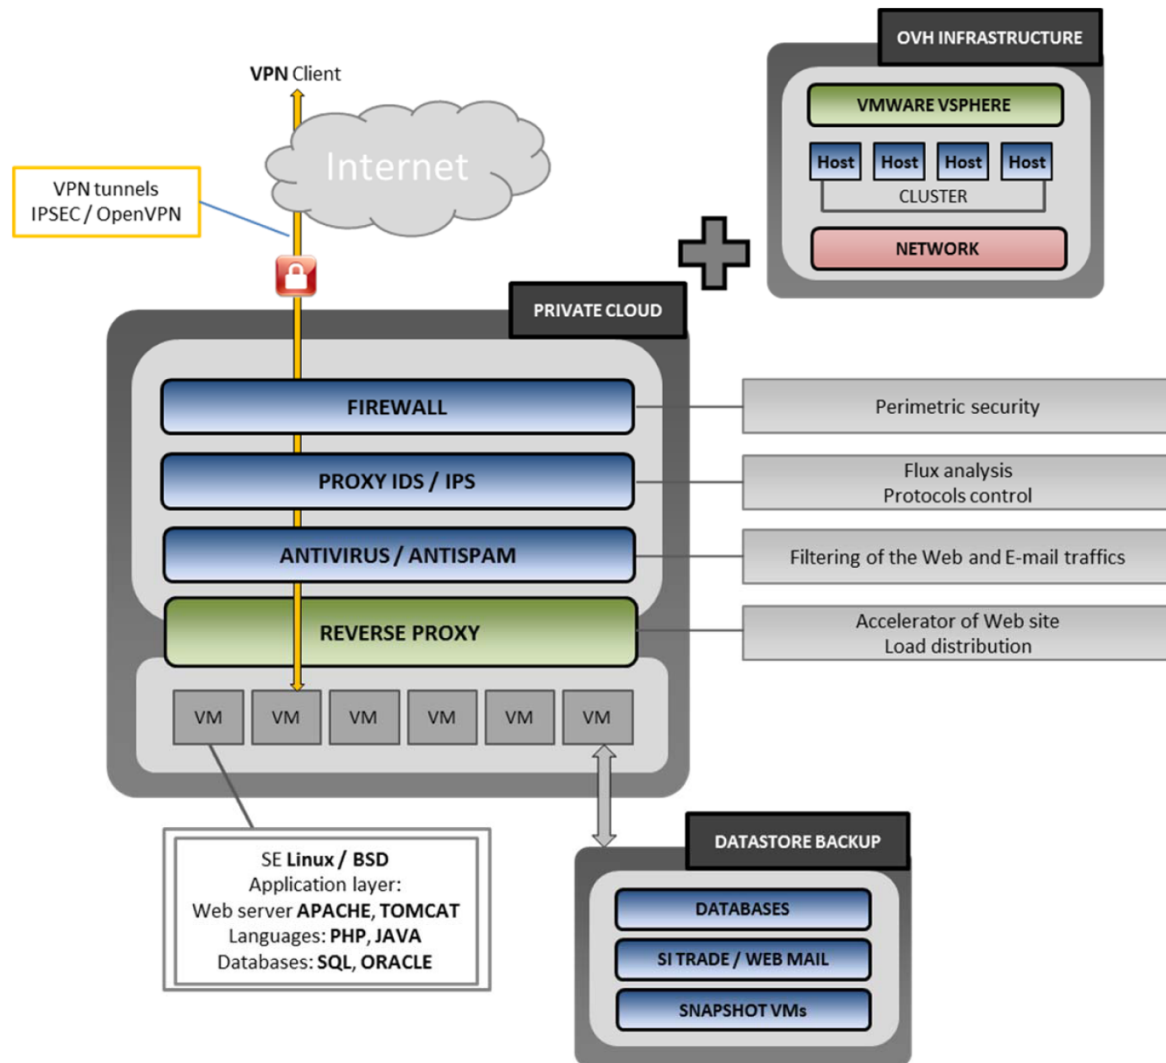 OVH INFRASTRUCTURE
VMWARE VSPHERE
Host Host Host Host
CLUSTER
NETWORK
VPN Client
Internet
VPN tunnels
IPSEC / OpenVPN
PRIVATE CLOUD
FIREWALL
Perimetric security
PROXY IDS / IPS
Flux analysis
Protocols control
ANTIVIRUS / ANTISPAM
Filtering of the Web and E-mail traffics
REVERSE PROXY
Accelerator of Web site
Load distribution
VM VM VM VM VM VM
SE Linux / BSD
Application layer:
Web server APACHE, TOMCAT
Languages: PHP, JAVA
Databases: SQL, ORACLE
DATASTORE BACKUP
DATABASES
SI TRADE / WEB MAIL
SNAPSHOT VMs